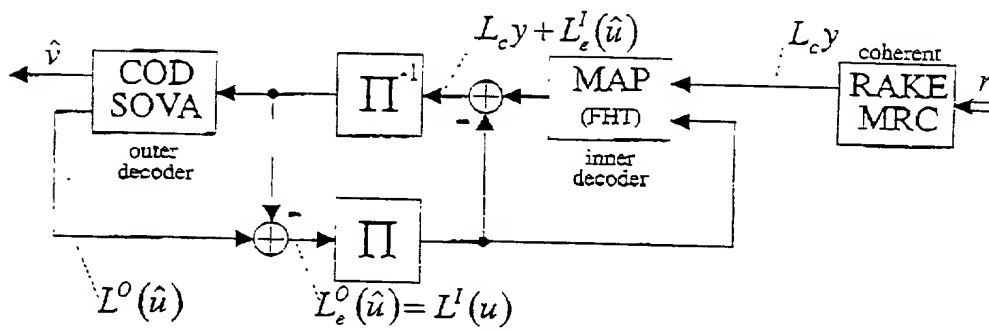 v̂
L_c y + L_e^I(û)
L_c y
COD
SOVA
outer
decoder
Π⁻¹
-
MAP
(FHT)
inner
decoder
coherent
RAKE
MRC
r
-
Π
L^O(û)
L_e^O(û) = L^I(u)